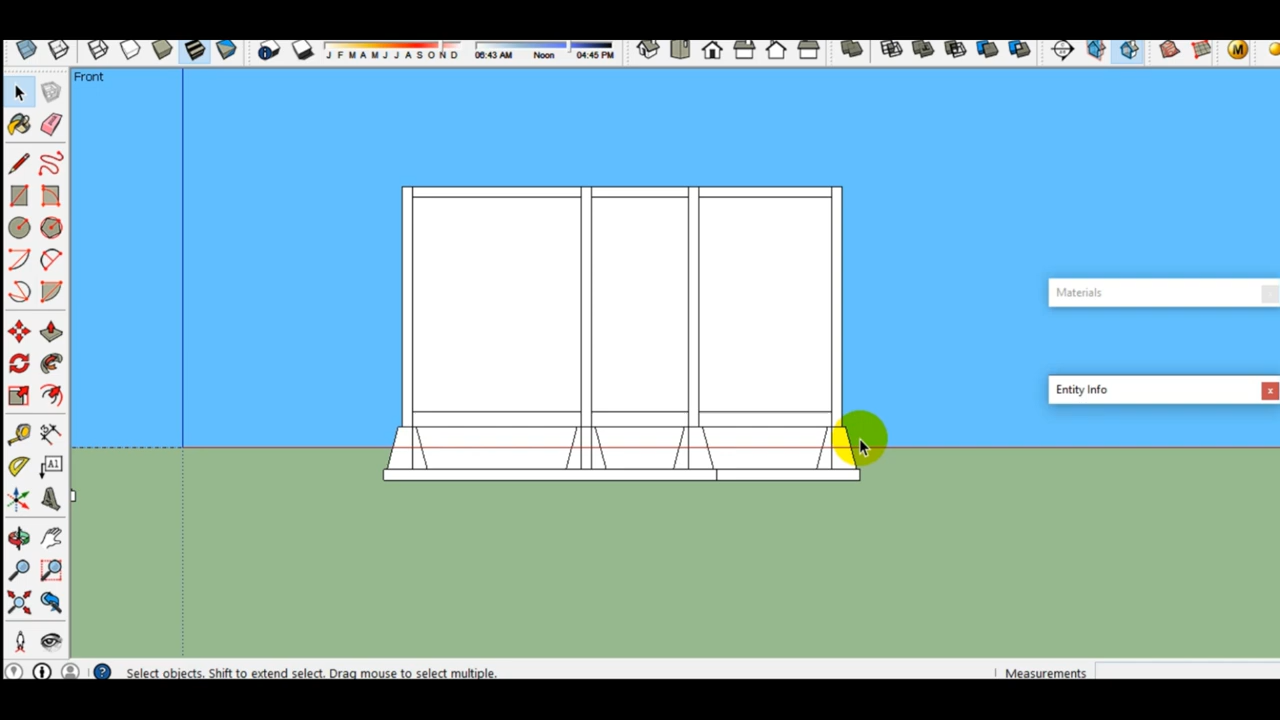 J F M A M J J A S O N D 06:43 AM Noon 04:45 PM
M
Front
Materials
Entity Info
x
A1
Select objects. Shift to extend select. Drag mouse to select multiple.
Measurements